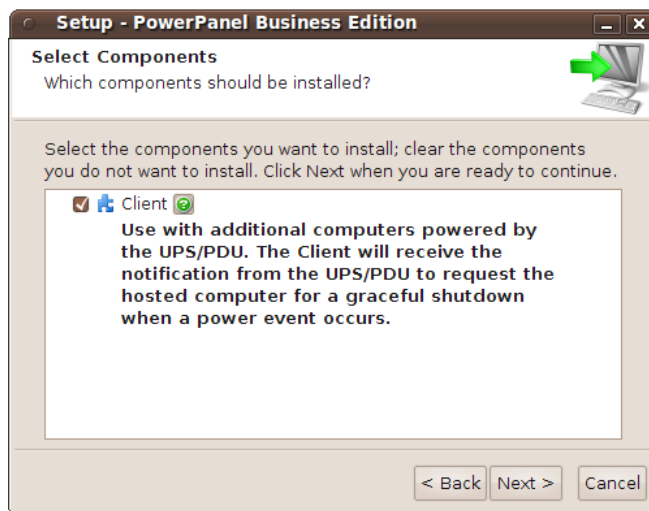 Setup - PowerPanel Business Edition
Select Components
Which components should be installed?
Select the components you want to install; clear the components
you do not want to install. Click Next when you are ready to continue.
Client
Use with additional computers powered by
the UPS/PDU. The Client will receive the
notification from the UPS/PDU to request the
hosted computer for a graceful shutdown
when a power event occurs.
< Back Next > Cancel